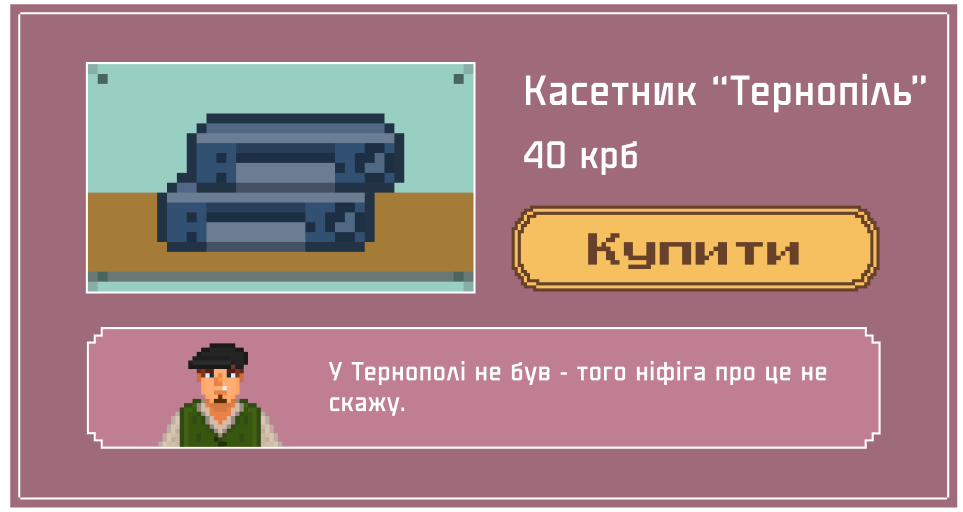 Касетник “Тернопіль”
40 крб
Купити
У Тернополі не був - того ніфіга про це не
скажу.